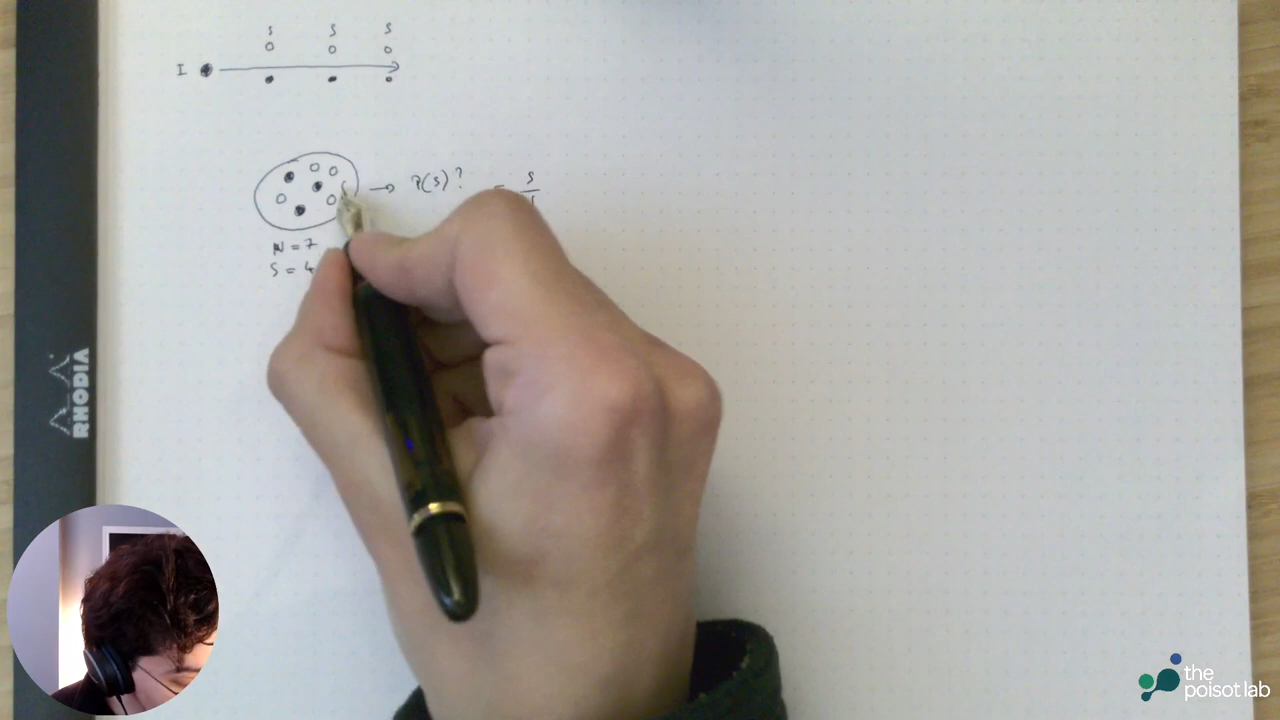 S S S
I
→ P(s)? = S
N = 7
S = 4
RHODIA
the
poisot lab